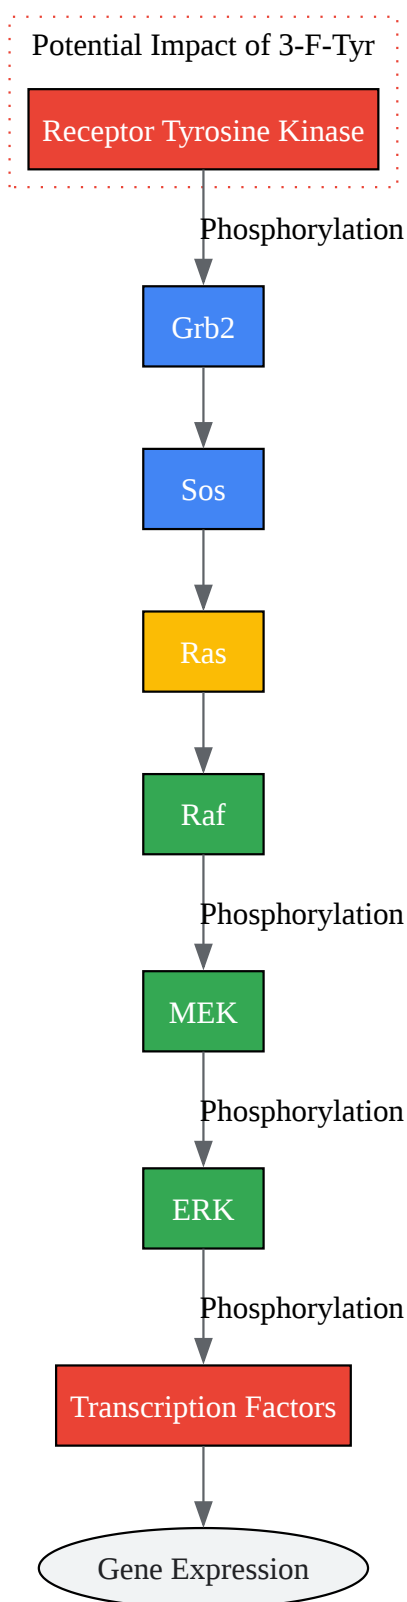 Potential Impact of 3-F-Tyr
Receptor Tyrosine Kinase
Phosphorylation
Grb2
Sos
Ras
Raf
Phosphorylation
MEK
Phosphorylation
ERK
Phosphorylation
Transcription Factors
Gene Expression